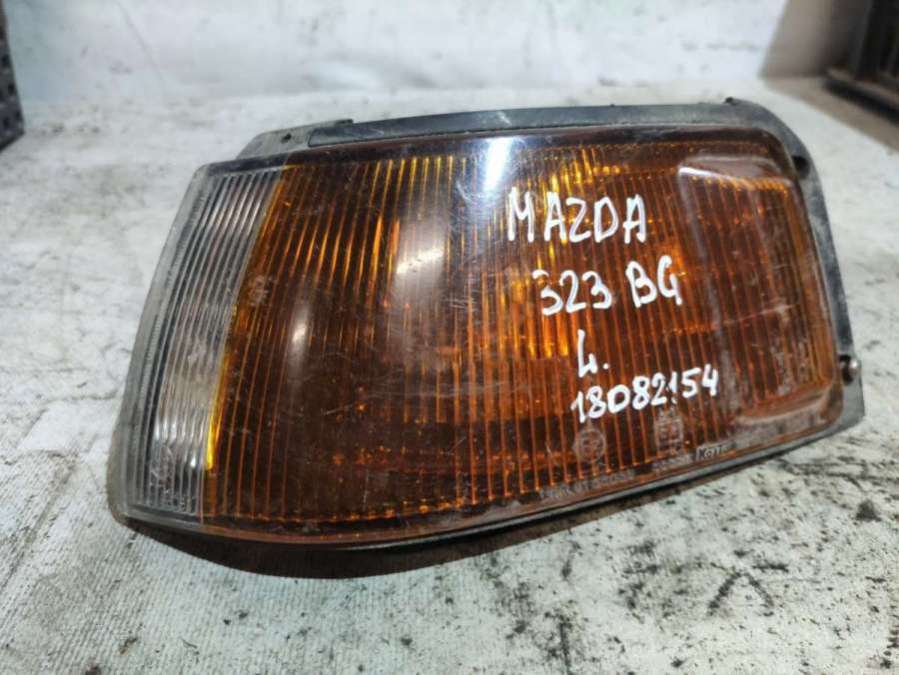 MAZDA
323 BG
L.
18082154